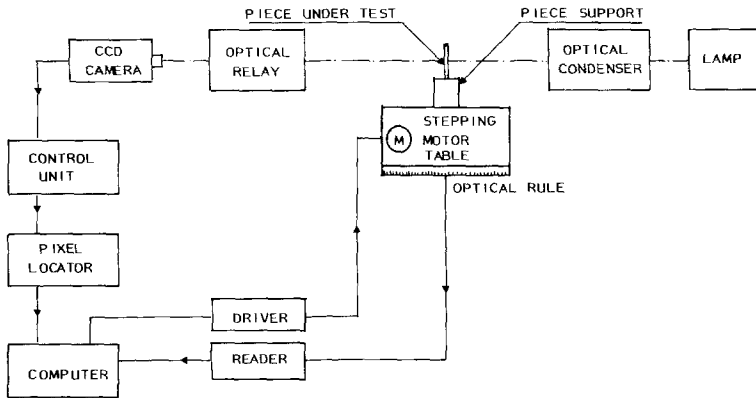 PIECE UNDER TEST
PIECE SUPPORT
CCD
CAMERA
OPTICAL
RELAY
OPTICAL
CONDENSER
LAMP
STEPPING
MOTOR
TABLE
M
OPTICAL RULE
CONTROL
UNIT
PIXEL
LOCATOR
DRIVER
READER
COMPUTER